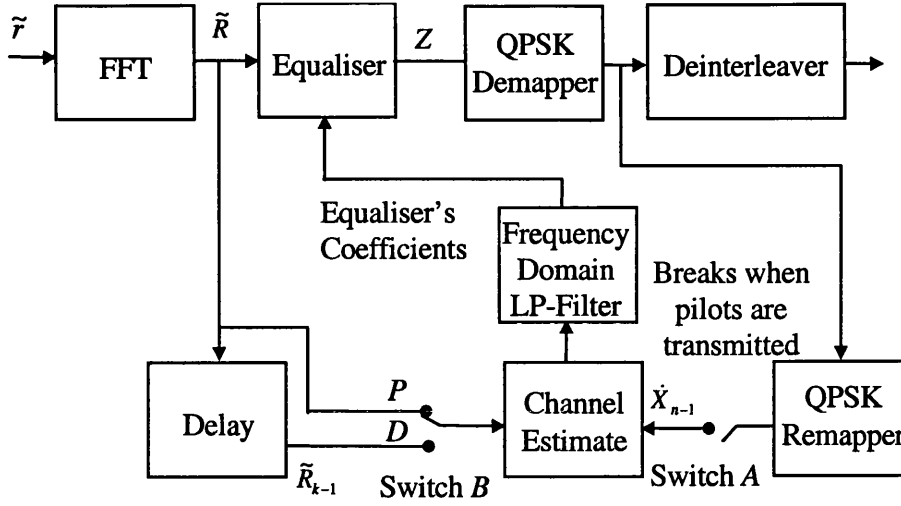 r̃
R̃
Z
FFT
Equaliser
QPSK
Demapper
Deinterleaver
Equaliser's
Coefficients
Frequency
Domain
LP-Filter
Breaks when
pilots are
transmitted
Delay
P
D
R̃ₖ₋₁
Switch B
Channel
Estimate
Ẋₙ₋₁
Switch A
QPSK
Remapper